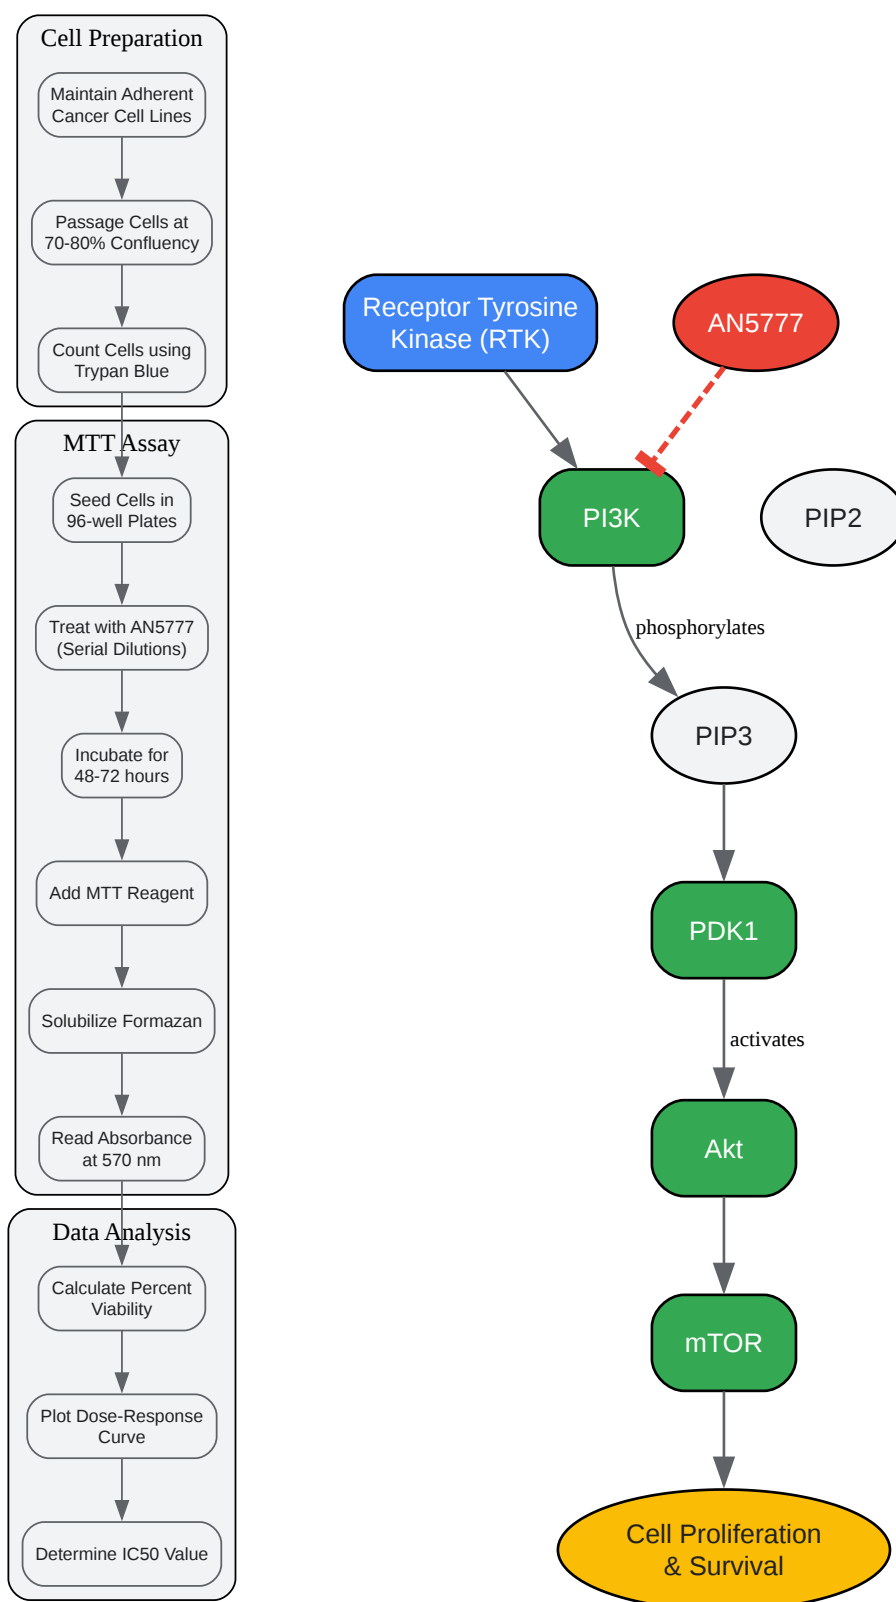 Cell Preparation
Maintain Adherent
Cancer Cell Lines
Passage Cells at
70-80% Confluency
Count Cells using
Trypan Blue
MTT Assay
Seed Cells in
96-well Plates
Treat with AN5777
(Serial Dilutions)
Incubate for
48-72 hours
Add MTT Reagent
Solubilize Formazan
Read Absorbance
at 570 nm
Data Analysis
Calculate Percent
Viability
Plot Dose-Response
Curve
Determine IC50 Value
Receptor Tyrosine
Kinase (RTK)
AN5777
PI3K
PIP2
phosphorylates
PIP3
PDK1
activates
Akt
mTOR
Cell Proliferation
& Survival